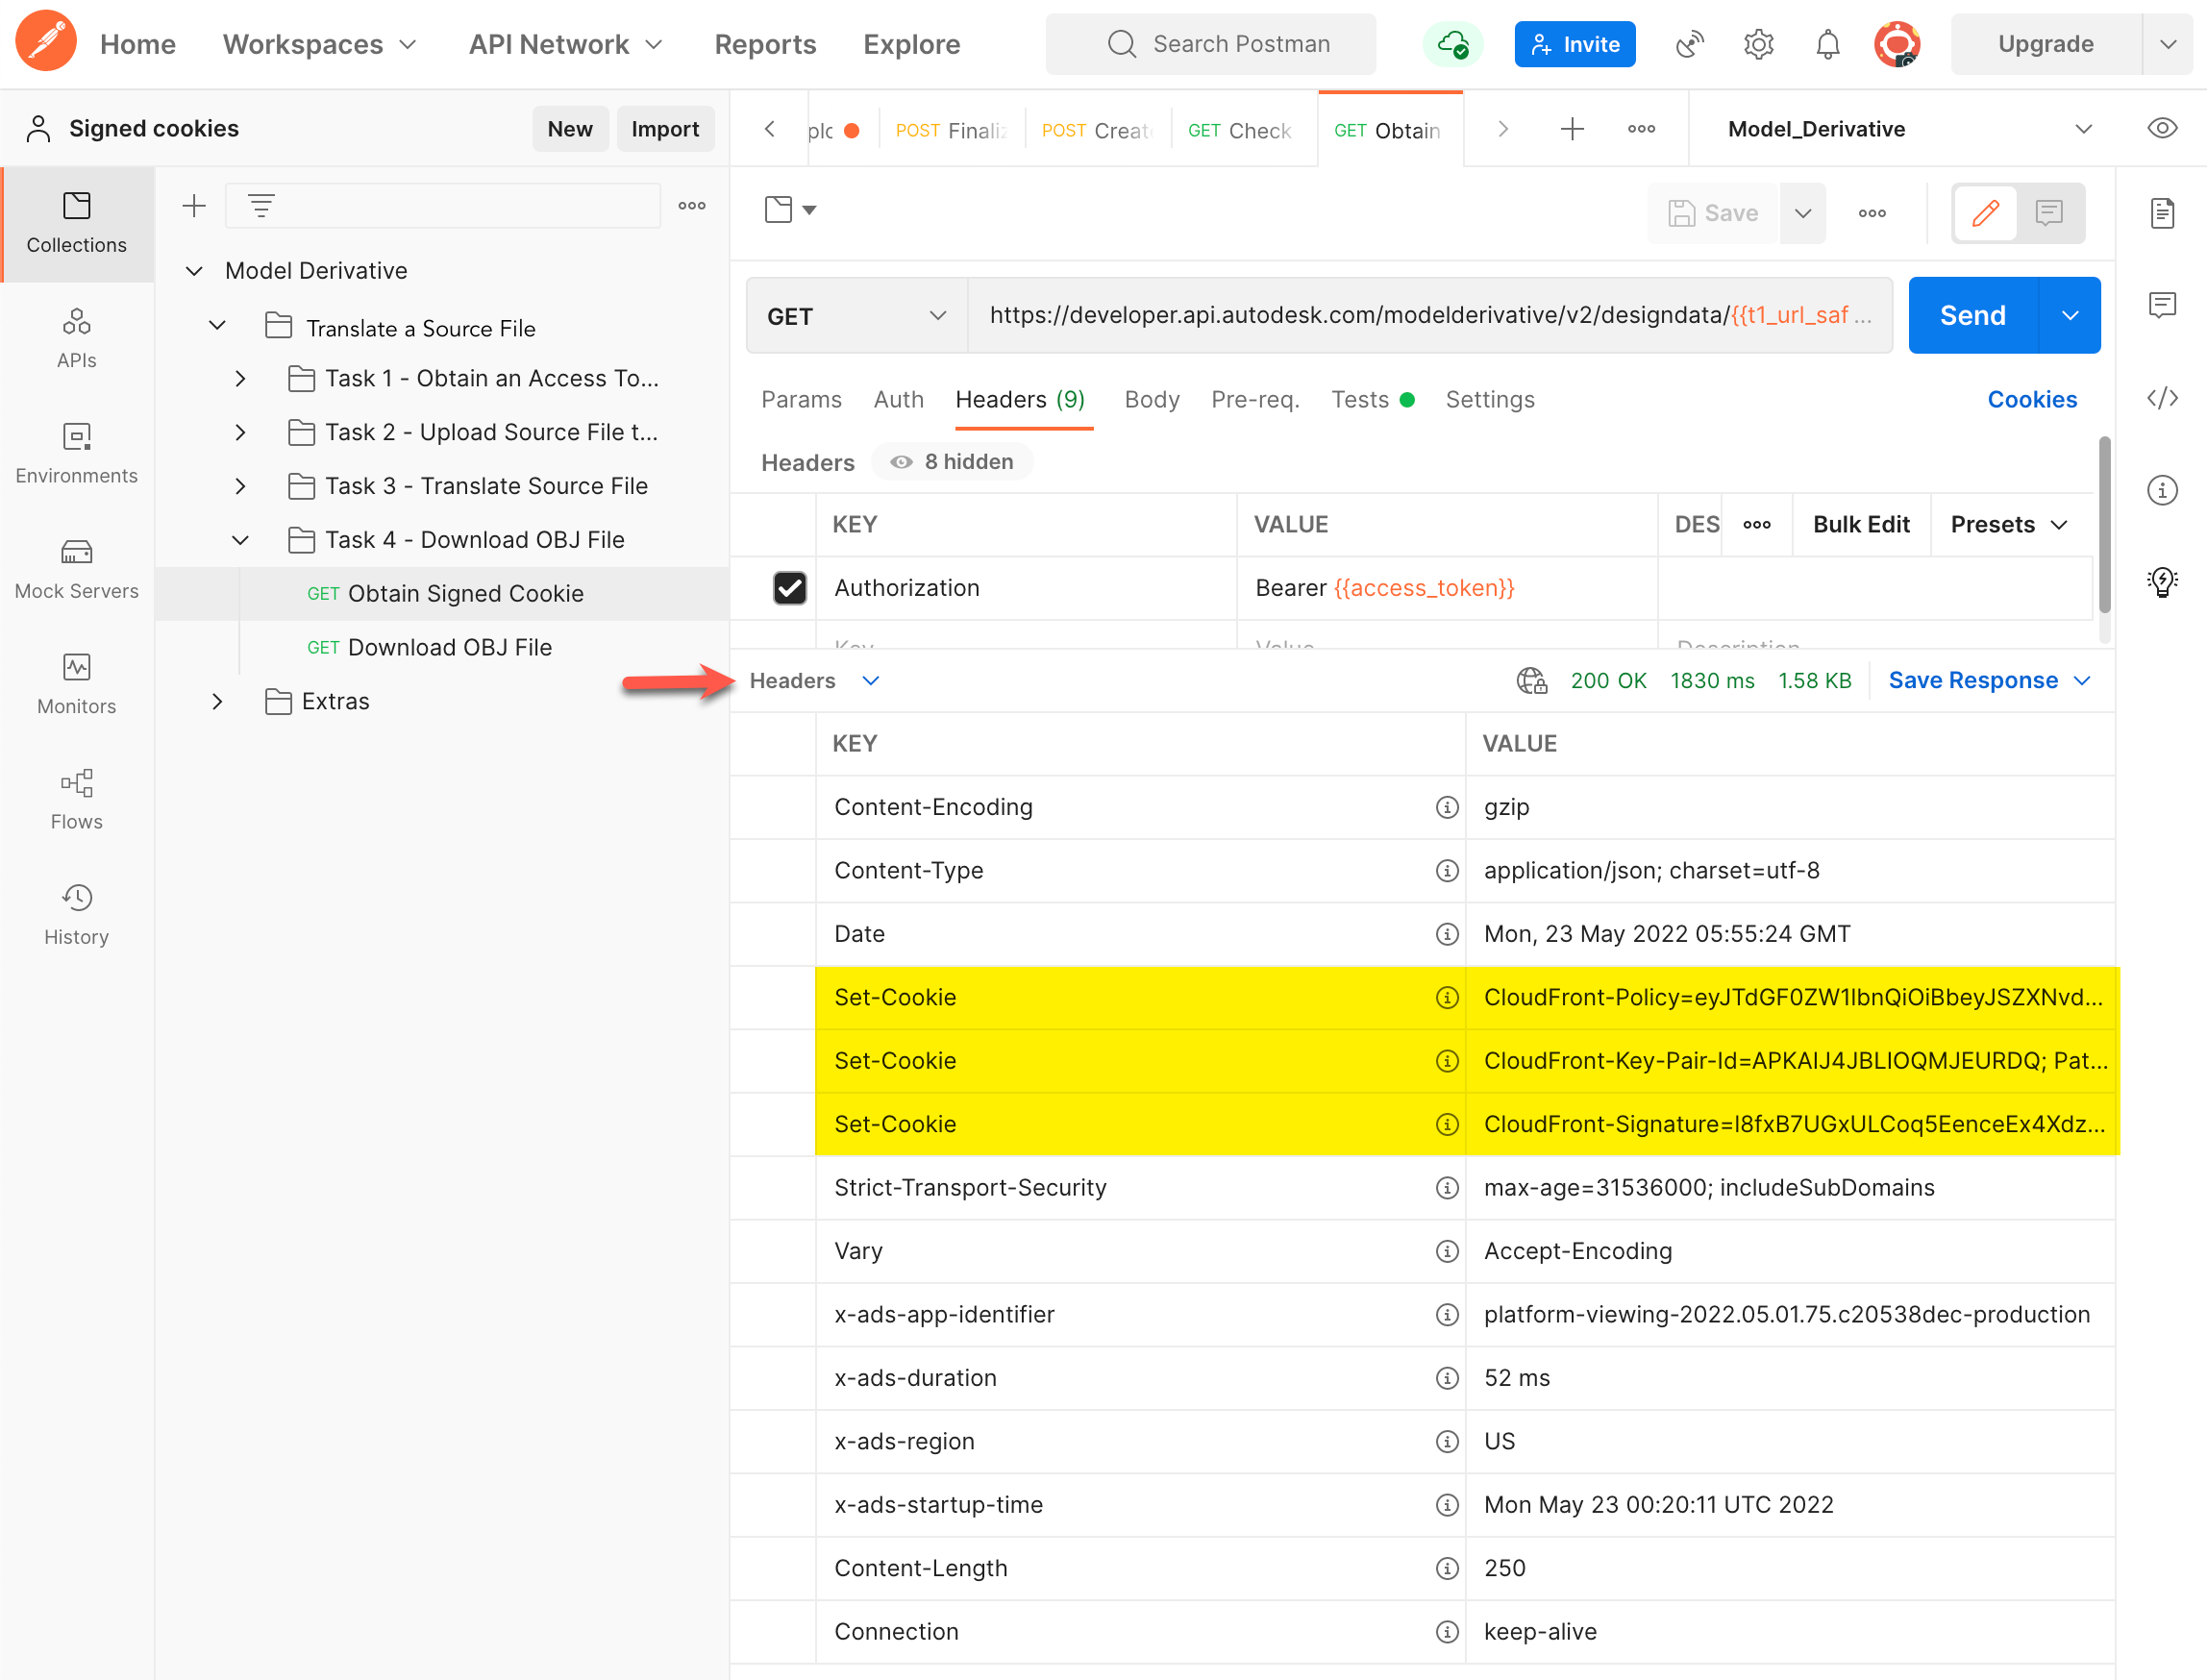 Home Workspaces API Network Reports Explore Search Postman Invite Upgrade
Signed cookies New Import
POST Finaliz POST Create GET Check GET Obtain Model_Derivative
Collections
APIs
Environments
Mock Servers
Monitors
Flows
History
Model Derivative
Translate a Source File
Task 1 - Obtain an Access To...
Task 2 - Upload Source File t...
Task 3 - Translate Source File
Task 4 - Download OBJ File
GET Obtain Signed Cookie
GET Download OBJ File
Extras
Save
GET https://developer.api.autodesk.com/modelderivative/v2/designdata/{{t1_url_saf ... Send
Params Auth Headers (9) Body Pre-req. Tests Settings Cookies
Headers 8 hidden
KEY VALUE DES Bulk Edit Presets
Authorization Bearer {{access_token}}
Key Value Description
Headers 200 OK 1830 ms 1.58 KB Save Response
KEY VALUE
Content-Encoding gzip
Content-Type application/json; charset=utf-8
Date Mon, 23 May 2022 05:55:24 GMT
Set-Cookie CloudFront-Policy=eyJTdGF0ZW1lbnQiOiBbeyJSZXNvd...
Set-Cookie CloudFront-Key-Pair-Id=APKAIJ4JBLIOQMJEURDQ; Pat...
Set-Cookie CloudFront-Signature=I8fxB7UGxULCoq5EenceEx4Xdz...
Strict-Transport-Security max-age=31536000; includeSubDomains
Vary Accept-Encoding
x-ads-app-identifier platform-viewing-2022.05.01.75.c20538dec-production
x-ads-duration 52 ms
x-ads-region US
x-ads-startup-time Mon May 23 00:20:11 UTC 2022
Content-Length 250
Connection keep-alive